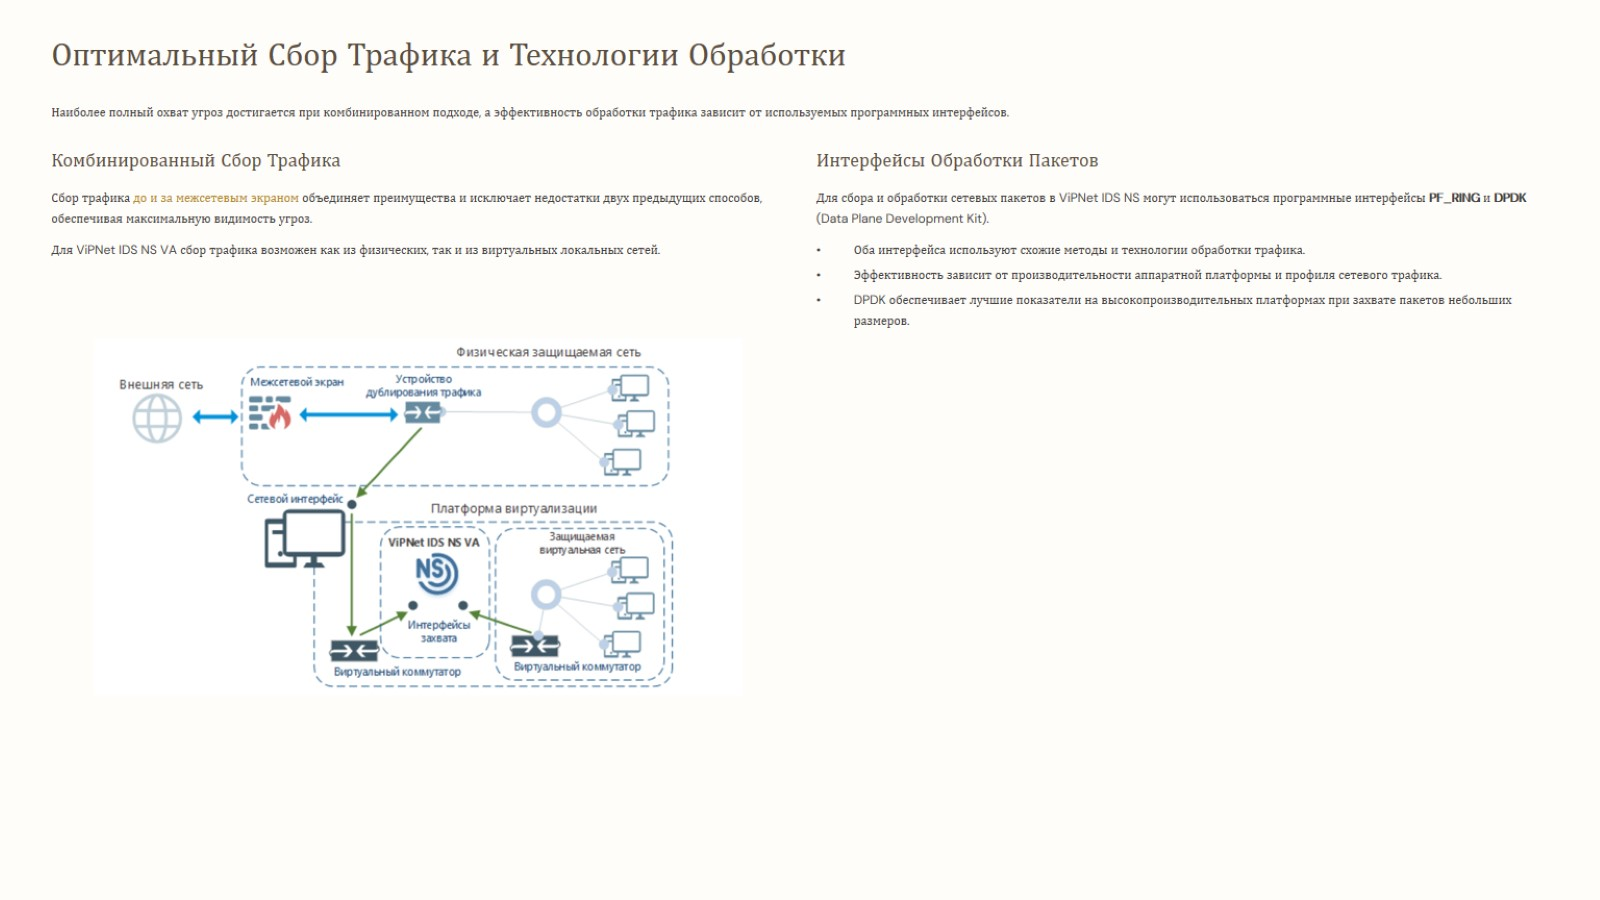 Оптимальный Сбор Трафика и Технологии Обработки
Наиболее полный охват угроз достигается при комбинированном подходе, а эффективность обработки трафика зависит от используемых программных интерфейсов.
Комбинированный Сбор Трафика
Сбор трафика до и за межсетевым экраном объединяет преимущества и исключает недостатки двух предыдущих способов,
обеспечивая максимальную видимость угроз.
Для ViPNet IDS NS VA сбор трафика возможен как из физических, так и из виртуальных локальных сетей.
Интерфейсы Обработки Пакетов
Для сбора и обработки сетевых пакетов в ViPNet IDS NS могут использоваться программные интерфейсы PF_RING и DPDK
(Data Plane Development Kit).
• Оба интерфейса используют схожие методы и технологии обработки трафика.
• Эффективность зависит от производительности аппаратной платформы и профиля сетевого трафика.
• DPDK обеспечивает лучшие показатели на высокопроизводительных платформах при захвате пакетов небольших
размеров.
Физическая защищаемая сеть
Внешняя сеть
Межсетевой экран
Устройство
дублирования трафика
Сетевой интерфейс
Платформа виртуализации
ViPNet IDS NS VA
NS
Интерфейсы
захвата
Защищаемая
виртуальная сеть
Виртуальный коммутатор
Виртуальный коммутатор